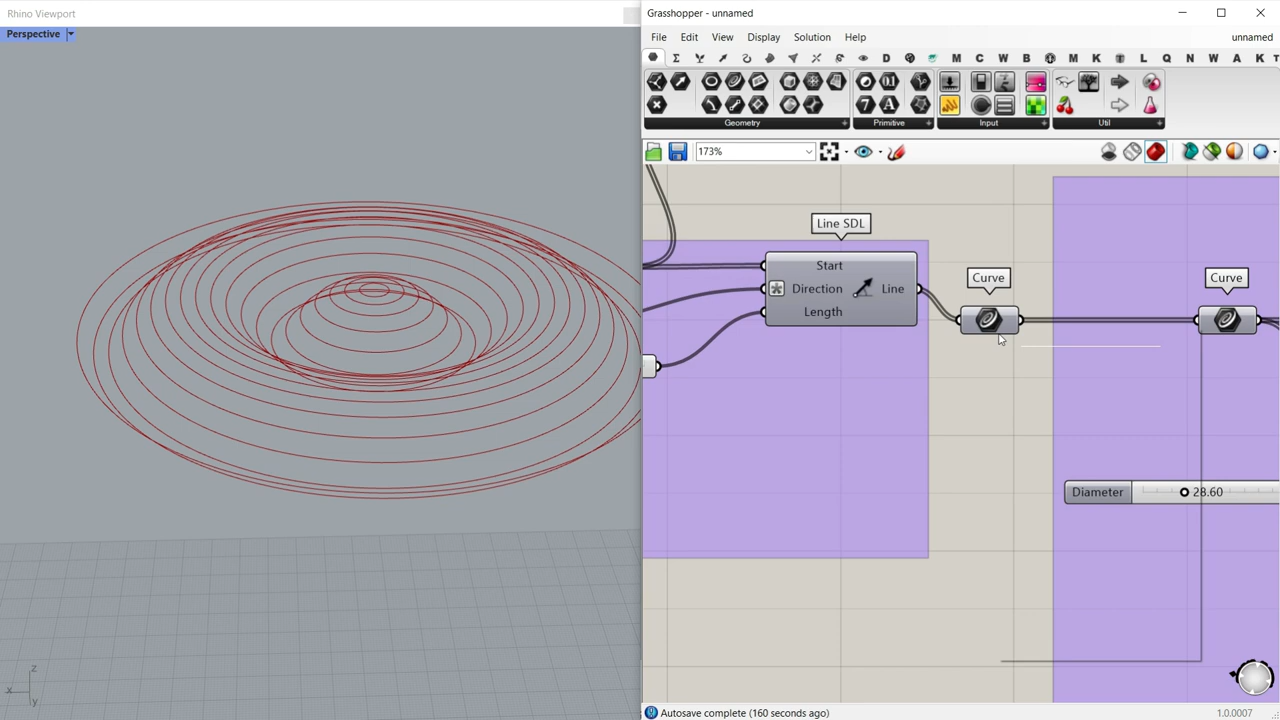 Rhino Viewport
Perspective
Grasshopper - unnamed
File Edit View Display Solution Help unnamed
D M C W B M K L Q N W A K T
Geometry Primitive Input Util
173%
Line SDL
Start
Direction Line
Length
Curve
Curve
Diameter 28.60
z
x
y
Autosave complete (160 seconds ago) 1.0.0007